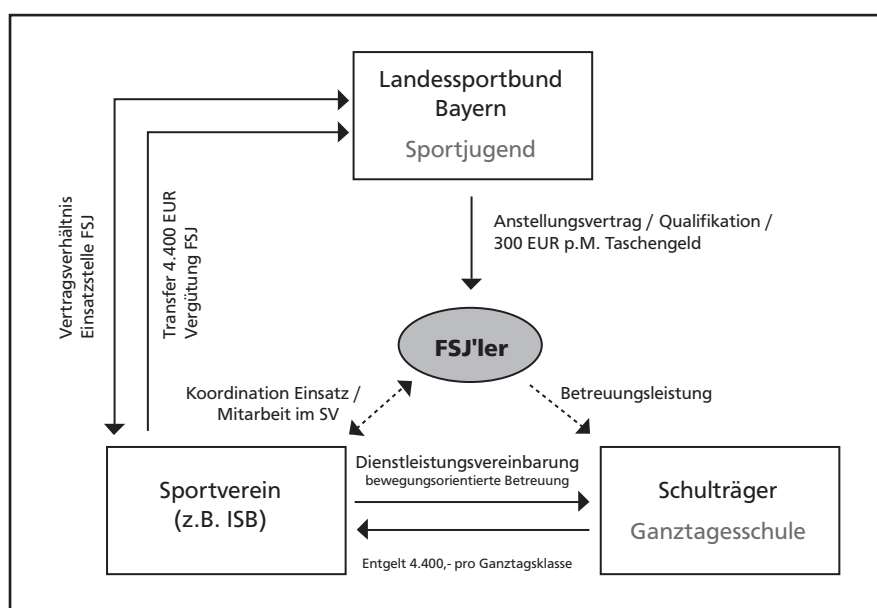 Landessportbund
Bayern
Sportjugend
Vertragsverhältnis
Einsatzstelle FSJ
Transfer 4.400 EUR
Vergütung FSJ
Anstellungsvertrag / Qualifikation /
300 EUR p.M. Taschengeld
FSJ'ler
Koordination Einsatz /
Mitarbeit im SV
Betreuungsleistung
Sportverein
(z.B. ISB)
Dienstleistungsvereinbarung
bewegungsorientierte Betreuung
Entgelt 4.400,- pro Ganztagsklasse
Schulträger
Ganztagesschule